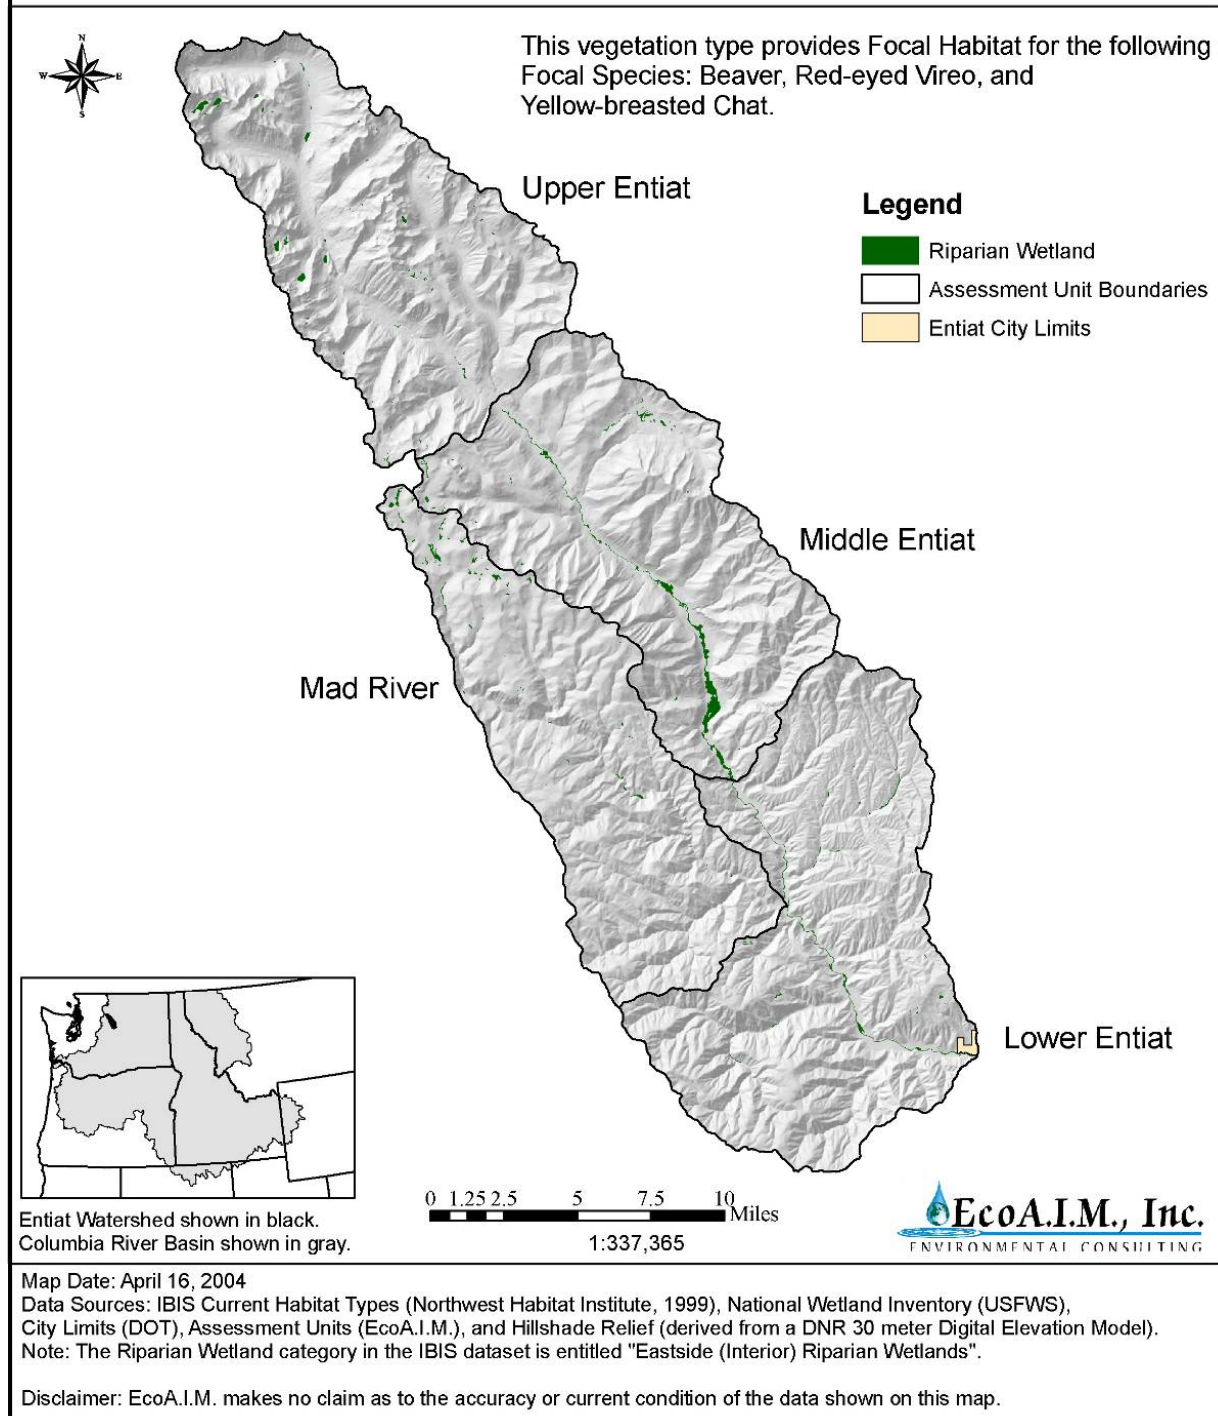 N
W E
S
This vegetation type provides Focal Habitat for the following
Focal Species: Beaver, Red-eyed Vireo, and
Yellow-breasted Chat.
Upper Entiat
Legend
Riparian Wetland
Assessment Unit Boundaries
Entiat City Limits
Middle Entiat
Mad River
Lower Entiat
0 1.25 2.5 5 7.5 10
Miles
1:337,365
Entiat Watershed shown in black.
Columbia River Basin shown in gray.
EcoA.I.M., Inc.
ENVIRONMENTAL CONSULTING
Map Date: April 16, 2004
Data Sources: IBIS Current Habitat Types (Northwest Habitat Institute, 1999), National Wetland Inventory (USFWS),
City Limits (DOT), Assessment Units (EcoA.I.M.), and Hillshade Relief (derived from a DNR 30 meter Digital Elevation Model).
Note: The Riparian Wetland category in the IBIS dataset is entitled "Eastside (Interior) Riparian Wetlands".
Disclaimer: EcoA.I.M. makes no claim as to the accuracy or current condition of the data shown on this map.